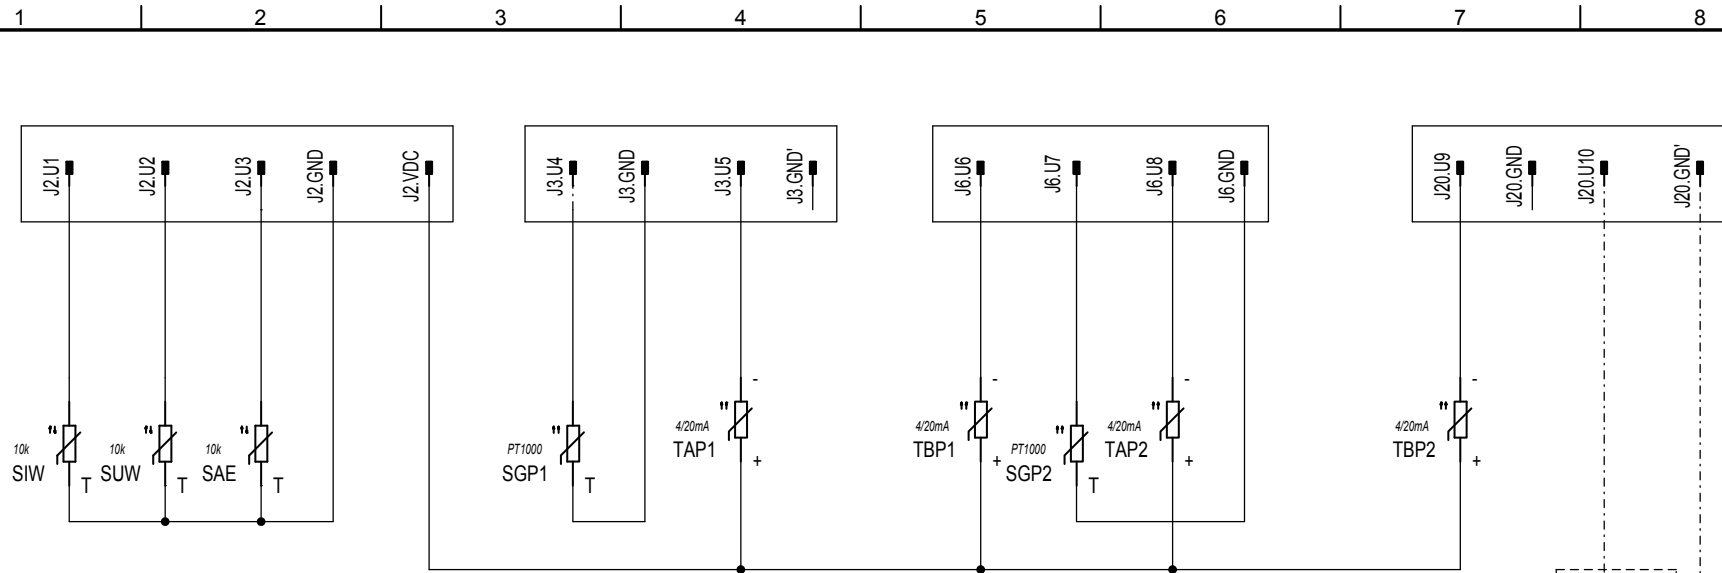 1 2 3 4 5 6 7 8
J2.U1 J2.U2 J2.U3 J2.GND J2.VDC J3.U4 J3.GND J3.U5 J3.GND' J6.U6 J6.U7 J6.U8 J6.GND J20.U9 J20.GND J20.U10 J20.GND'
- - - -
4/20mA 4/20mA 4/20mA 4/20mA
TAP1 TBP1 TAP2 TBP2
10k 10k 10k PT1000 PT1000
SIW SUW SAE SGP1 SGP2
+ + + +
T T T T T